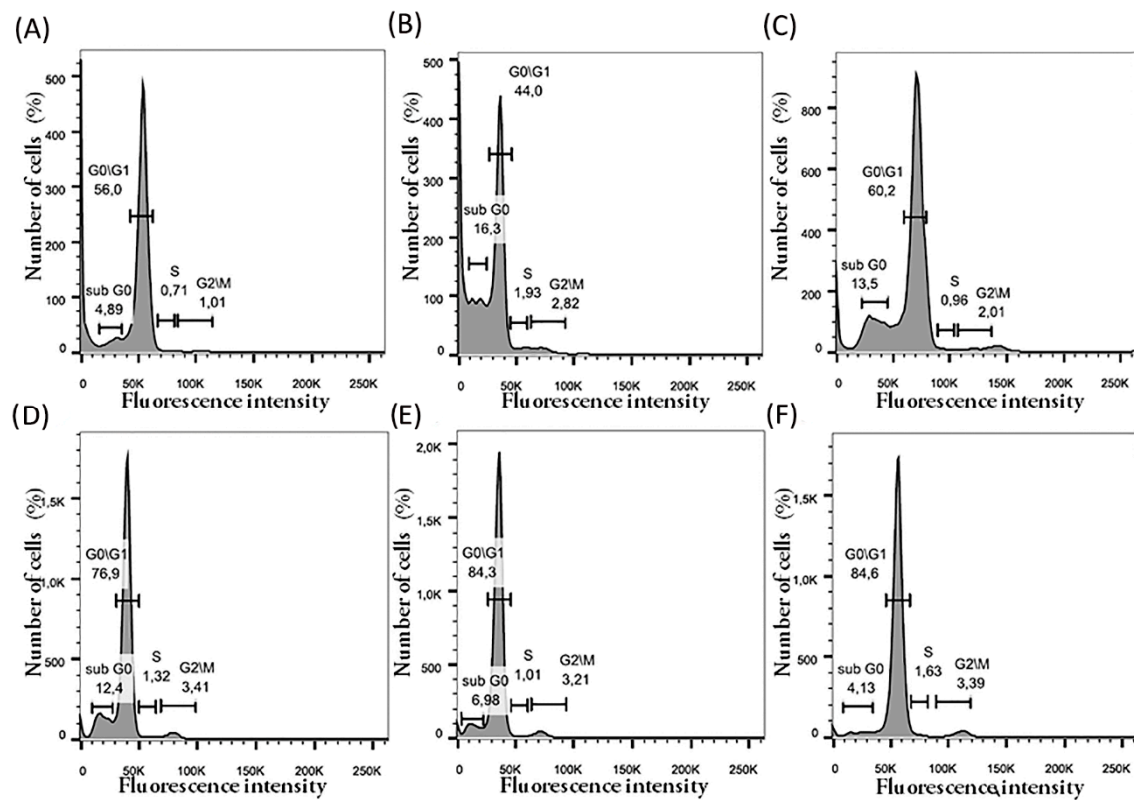 (A)
Number of cells (%)
500
400
300
200
100
0
G0\G1
56,0
sub G0
4,89
S
0,71
G2\M
1,01
0 50K 100K 150K 200K 250K
Fluorescence intensity
(B)
Number of cells (%)
500
400
300
200
100
0
G0\G1
44,0
sub G0
16,3
S
1,93
G2\M
2,82
0 50K 100K 150K 200K 250K
Fluorescence intensity
(C)
Number of cells (%)
800
600
400
200
0
G0\G1
60,2
sub G0
13,5
S
0,96
G2\M
2,01
0 50K 100K 150K 200K 250K
Fluorescence intensity
(D)
Number of cells (%)
1,5K
1,0K
500
0
G0\G1
76,9
sub G0
12,4
S
1,32
G2\M
3,41
0 50K 100K 150K 200K 250K
Fluorescence intensity
(E)
Number of cells (%)
2,0K
1,5K
1,0K
500
0
G0\G1
84,3
sub G0
6,98
S
1,01
G2\M
3,21
0 50K 100K 150K 200K 250K
Fluorescence intensity
(F)
Number of cells (%)
1,5K
1,0K
500
0
G0\G1
84,6
sub G0
4,13
S
1,63
G2\M
3,39
0 50K 100K 150K 200K 250K
Fluorescence intensity